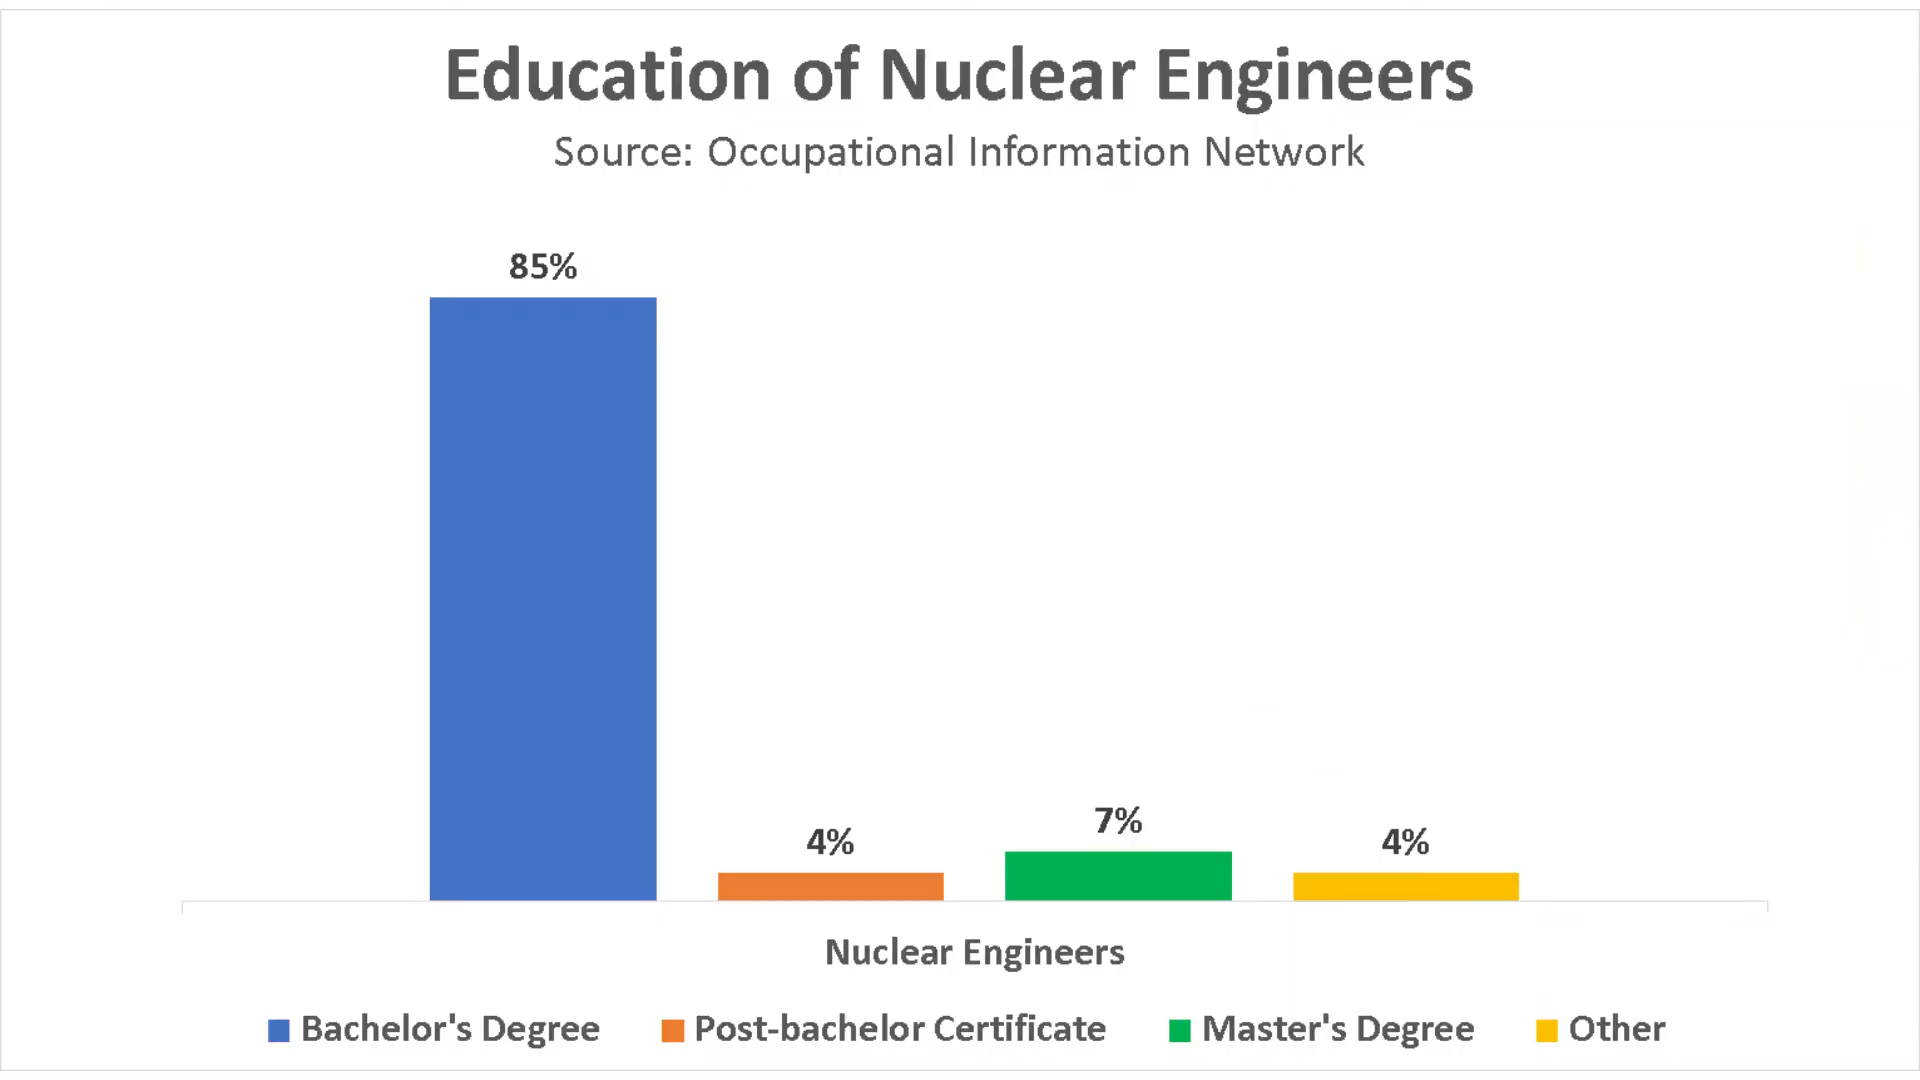 Education of Nuclear Engineers
Source: Occupational Information Network
85%
4%
7%
4%
Nuclear Engineers
Bachelor's Degree
Post-bachelor Certificate
Master's Degree
Other